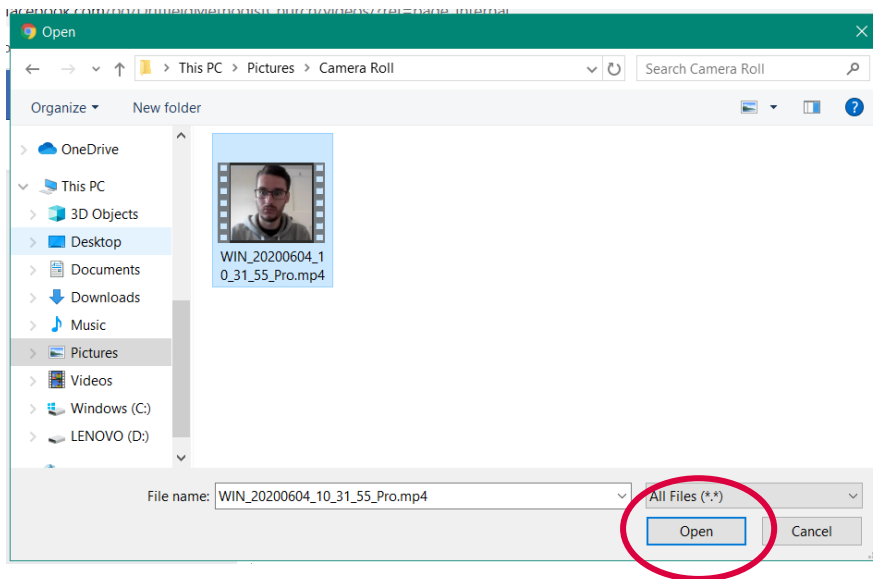 Open
This PC > Pictures > Camera Roll
Search Camera Roll
Organize
New folder
OneDrive
This PC
3D Objects
Desktop
Documents
Downloads
Music
Pictures
Videos
Windows (C:)
LENOVO (D:)
WIN_20200604_1
0_31_55_Pro.mp4
File name: WIN_20200604_10_31_55_Pro.mp4
All Files (*.*)
Open
Cancel